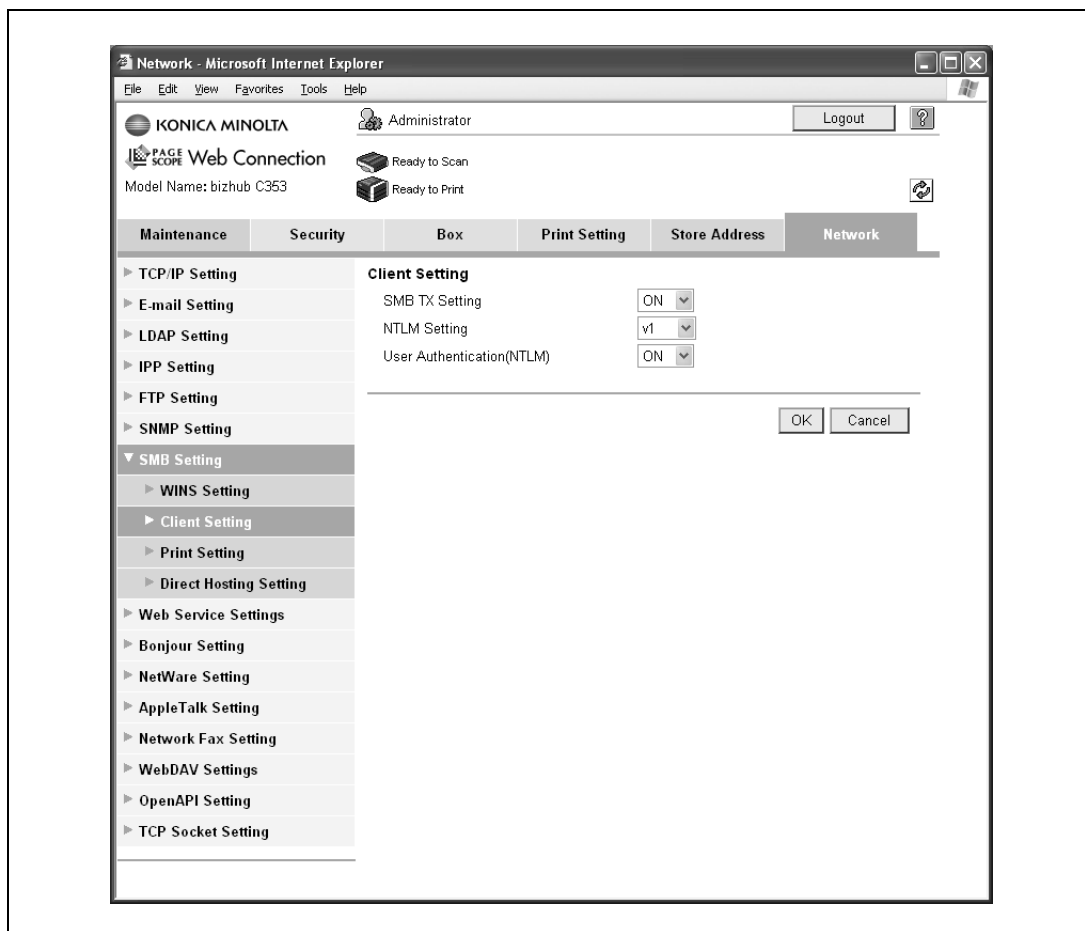 Network - Microsoft Internet Explorer
File Edit View Favorites Tools Help
KONICA MINOLTA
Administrator
Logout
?
PAGE SCOPE Web Connection
Ready to Scan
Model Name: bizhub C353
Ready to Print
Maintenance Security Box Print Setting Store Address Network
TCP/IP Setting
E-mail Setting
LDAP Setting
IPP Setting
FTP Setting
SNMP Setting
SMB Setting
WINS Setting
Client Setting
Print Setting
Direct Hosting Setting
Web Service Settings
Bonjour Setting
NetWare Setting
AppleTalk Setting
Network Fax Setting
WebDAV Settings
OpenAPI Setting
TCP Socket Setting
Client Setting
SMB TX Setting ON
NTLM Setting v1
User Authentication(NTLM) ON
OK Cancel